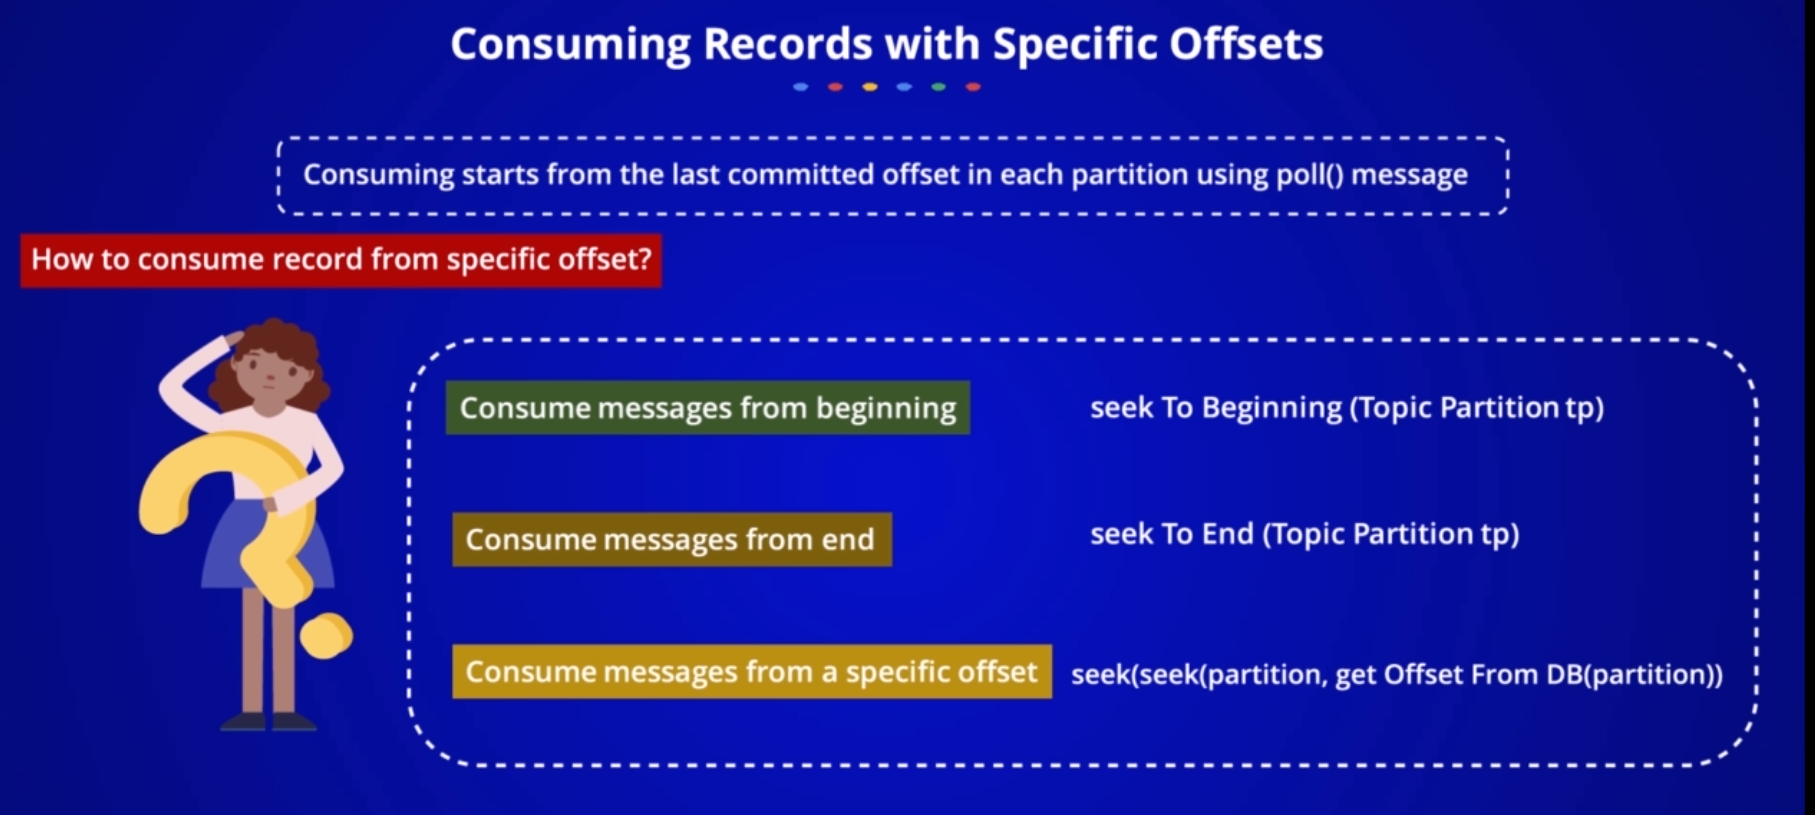 Consuming Records with Specific Offsets
Consuming starts from the last committed offset in each partition using poll() message
How to consume record from specific offset?
Consume messages from beginning
seek To Beginning (Topic Partition tp)
Consume messages from end
seek To End (Topic Partition tp)
Consume messages from a specific offset
seek(seek(partition, get Offset From DB(partition))